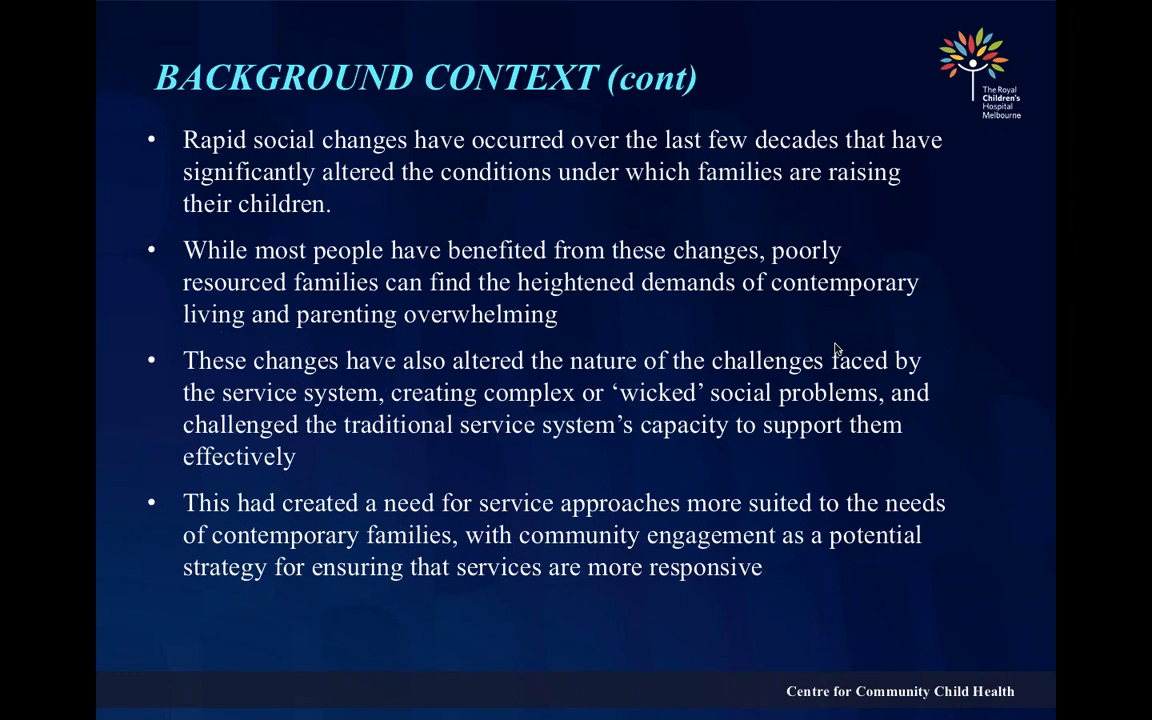 BACKGROUND CONTEXT (cont)
The Royal
Children's
Hospital
Melbourne
• Rapid social changes have occurred over the last few decades that have
significantly altered the conditions under which families are raising
their children.
• While most people have benefited from these changes, poorly
resourced families can find the heightened demands of contemporary
living and parenting overwhelming
• These changes have also altered the nature of the challenges faced by
the service system, creating complex or ‘wicked’ social problems, and
challenged the traditional service system’s capacity to support them
effectively
• This had created a need for service approaches more suited to the needs
of contemporary families, with community engagement as a potential
strategy for ensuring that services are more responsive
Centre for Community Child Health